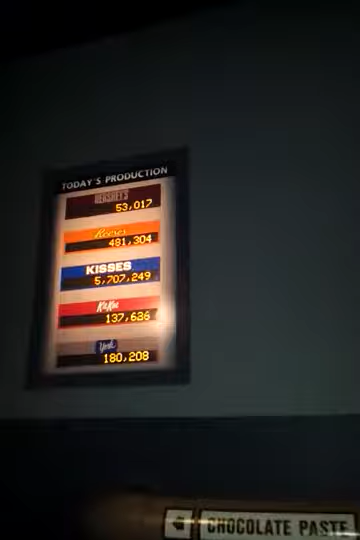 TODAY'S PRODUCTION
HERSHEY'S
53,017
Reese's
481,304
KISSES
5,707,249
KitKat
137,626
York
180,208
CHOCOLATE PASTE